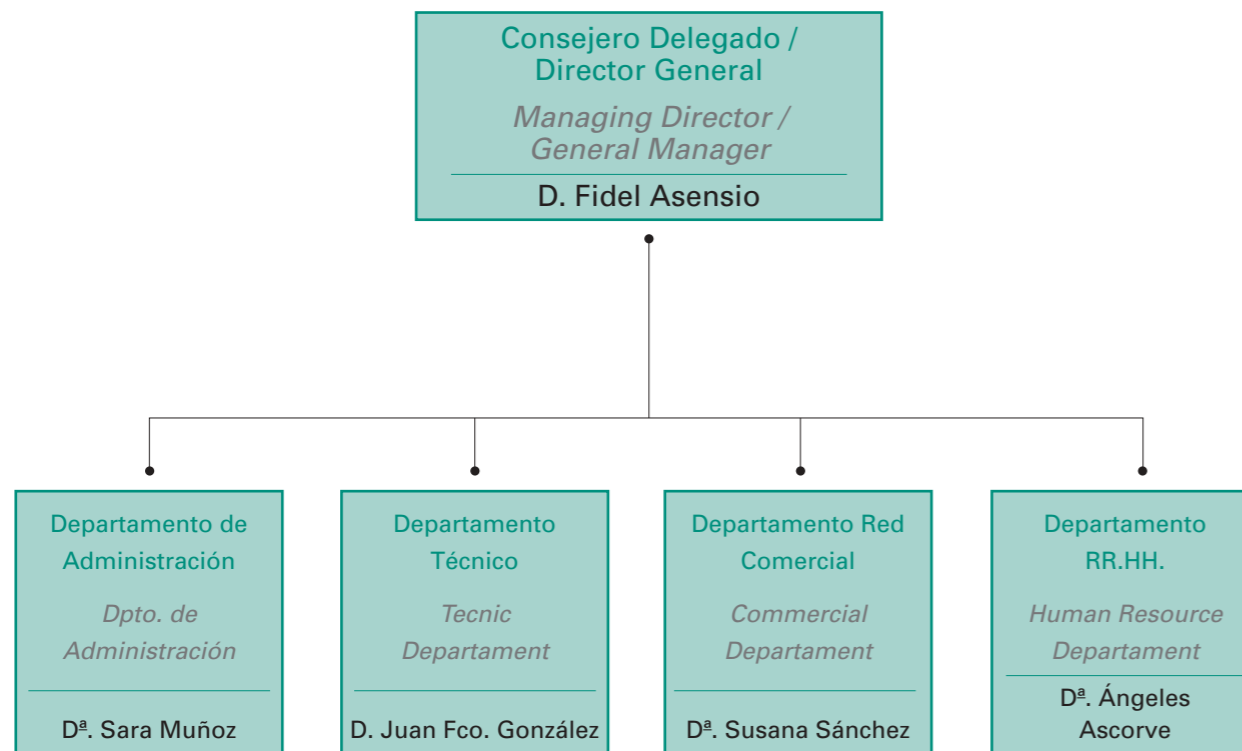 Consejero Delegado /
Director General
Managing Director /
General Manager
D. Fidel Asensio
Departamento de
Administración
Dpto. de
Administración
Dª. Sara Muñoz
Departamento
Técnico
Tecnic
Departament
D. Juan Fco. González
Departamento Red
Comercial
Commercial
Departament
Dª. Susana Sánchez
Departamento
RR.HH.
Human Resource
Departament
Dª. Ángeles
Ascorve